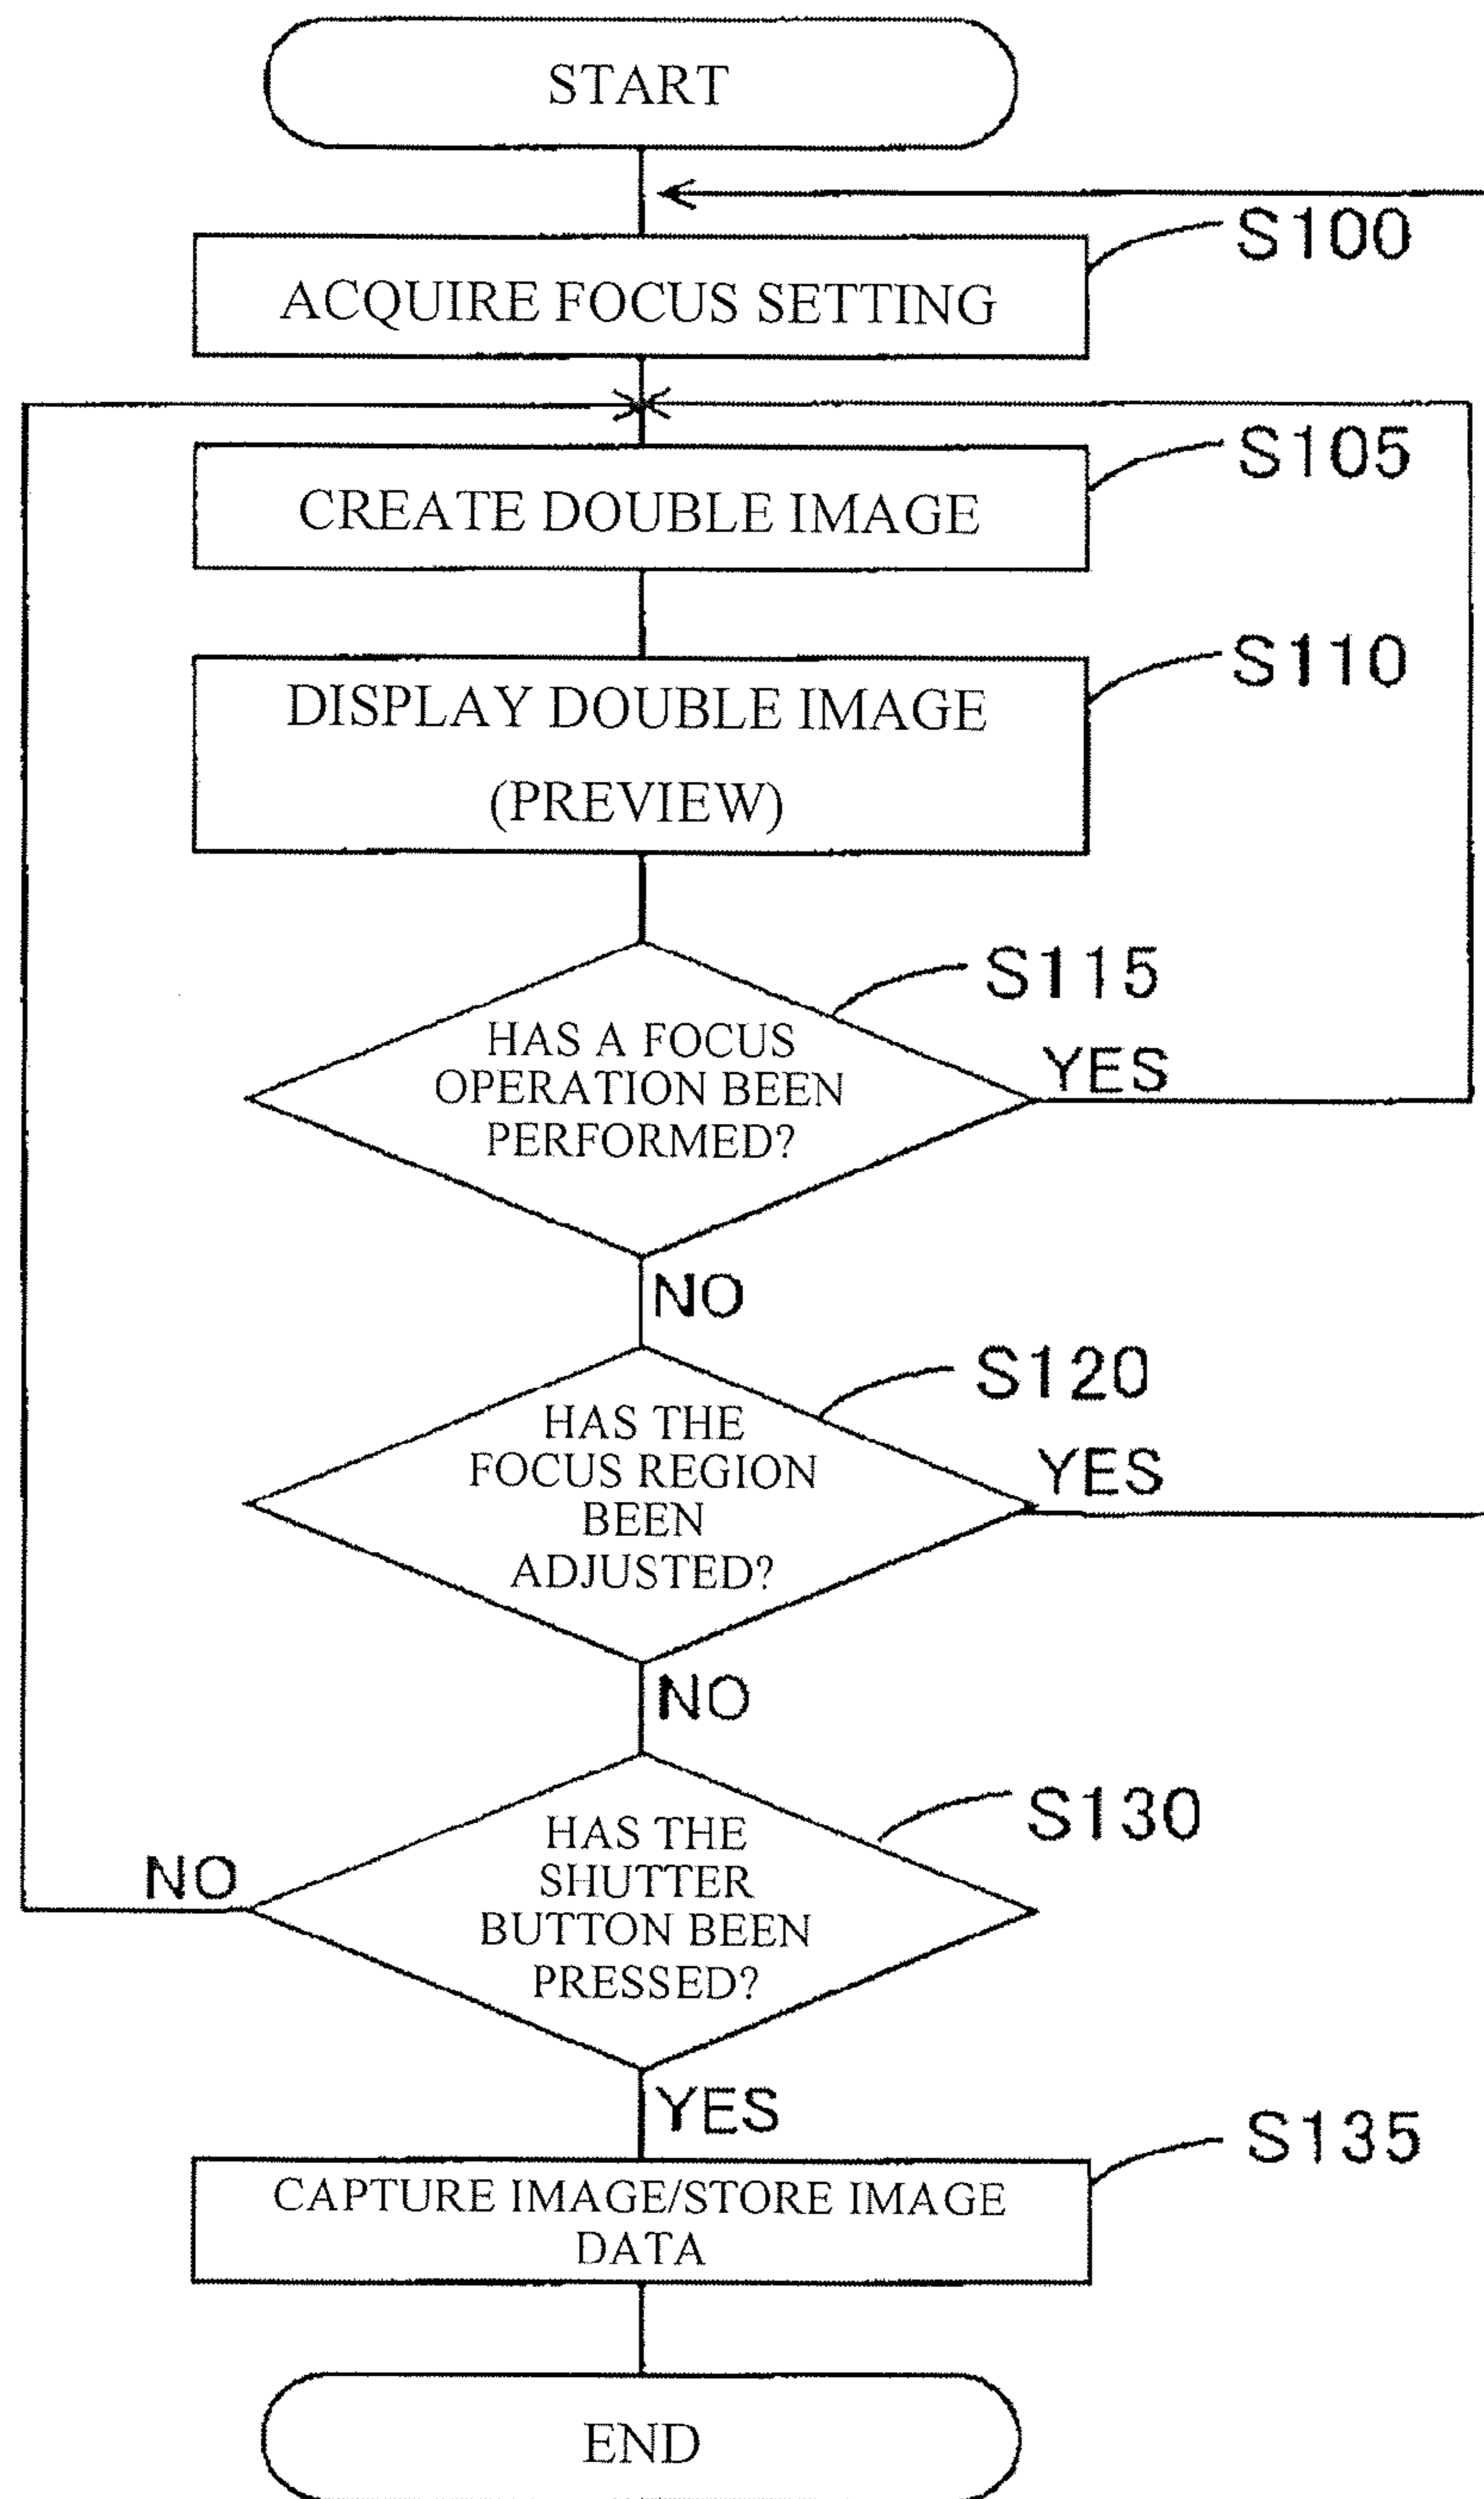 START
S100
ACQUIRE FOCUS SETTING
S105
CREATE DOUBLE IMAGE
S110
DISPLAY DOUBLE IMAGE
(PREVIEW)
S115
HAS A FOCUS
OPERATION BEEN
PERFORMED?
YES
NO
S120
HAS THE
FOCUS REGION
BEEN
ADJUSTED?
YES
NO
S130
HAS THE
SHUTTER
BUTTON BEEN
PRESSED?
NO
YES
S135
CAPTURE IMAGE/STORE IMAGE
DATA
END